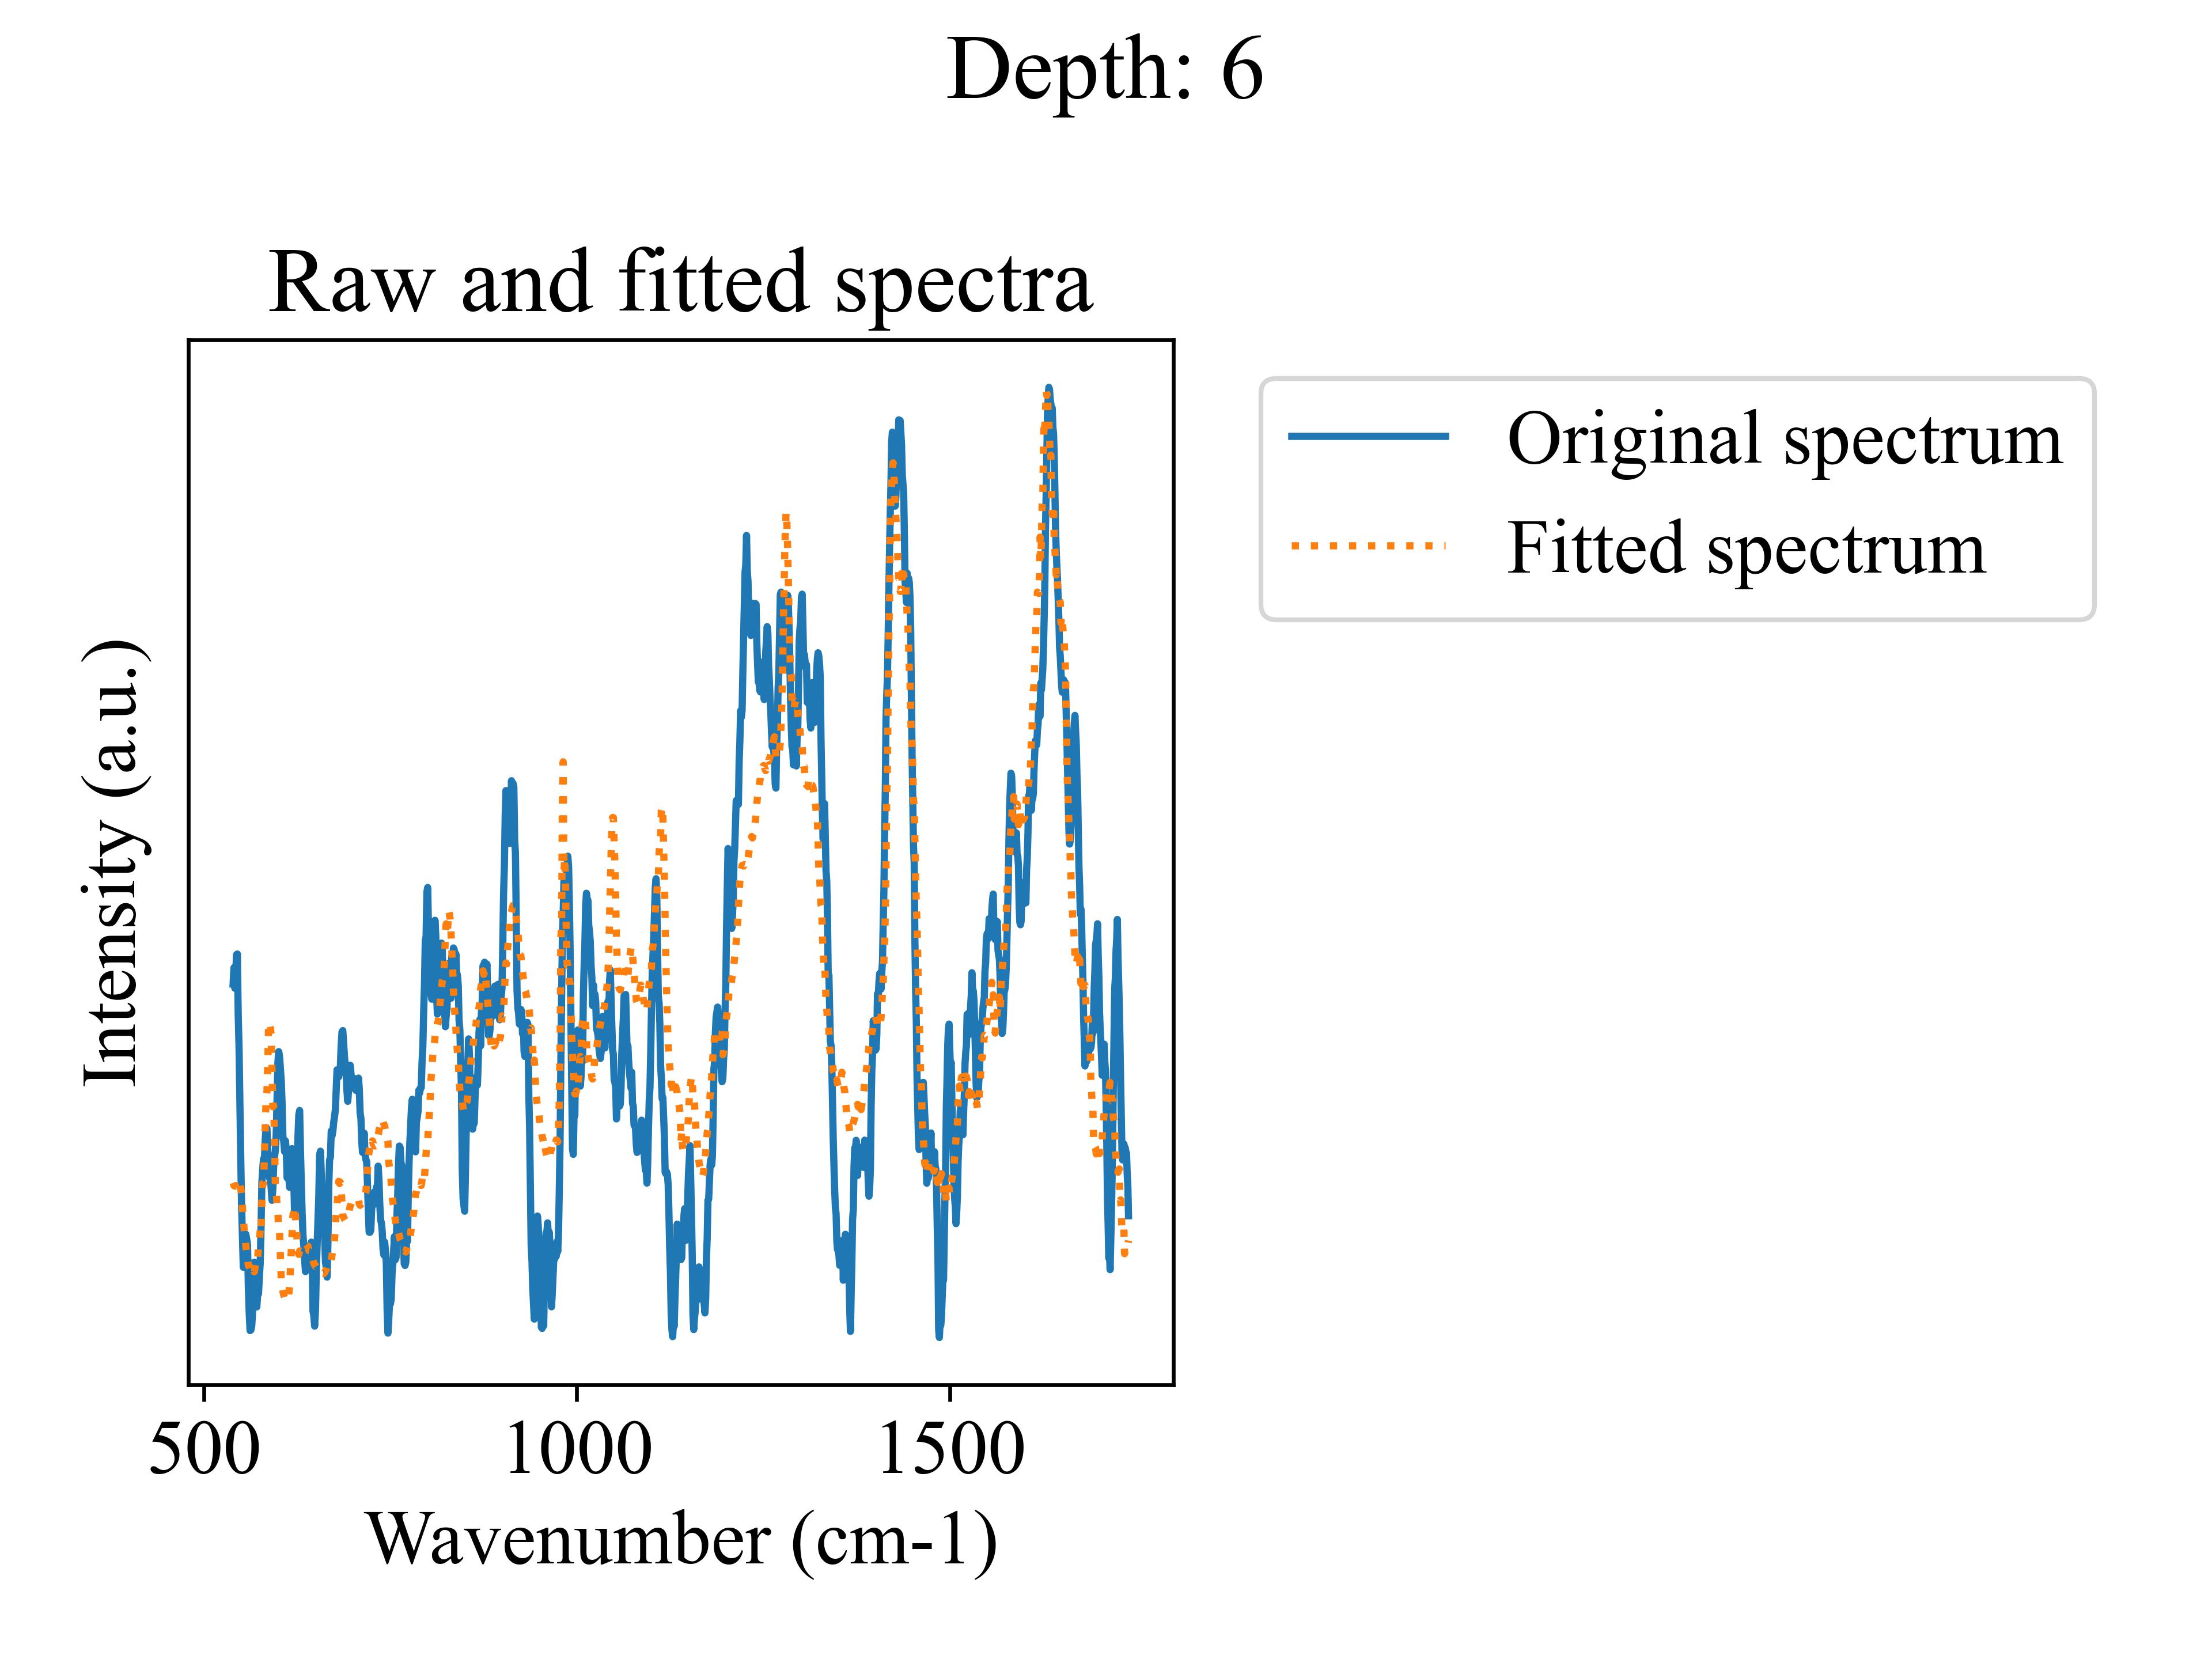 Depth: 6
Raw and fitted spectra
Original spectrum
Fitted spectrum
Intensity (a.u.)
500 1000 1500
Wavenumber (cm-1)